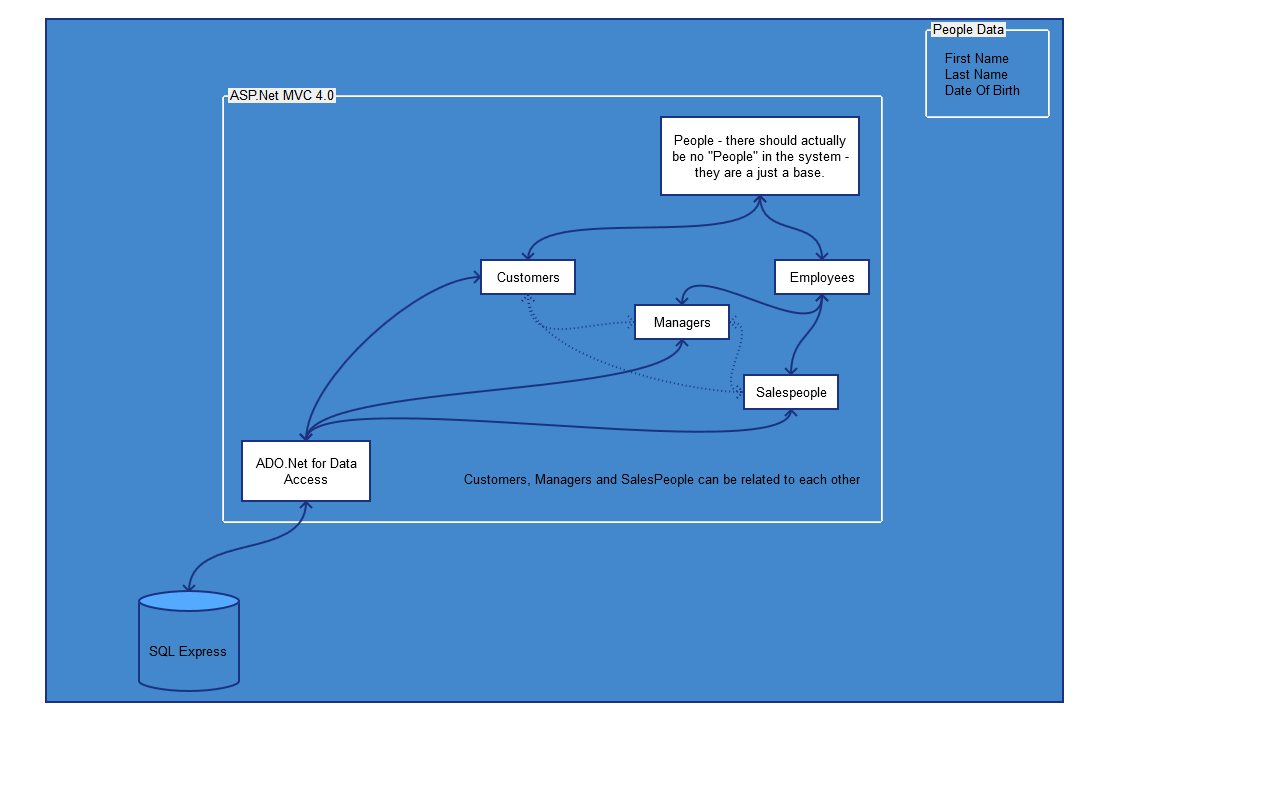 People Data
First Name
Last Name
Date Of Birth
ASP.Net MVC 4.0
People - there should actually
be no "People" in the system -
they are a just a base.
Customers
Employees
Managers
Salespeople
ADO.Net for Data
Access
Customers, Managers and SalesPeople can be related to each other
SQL Express